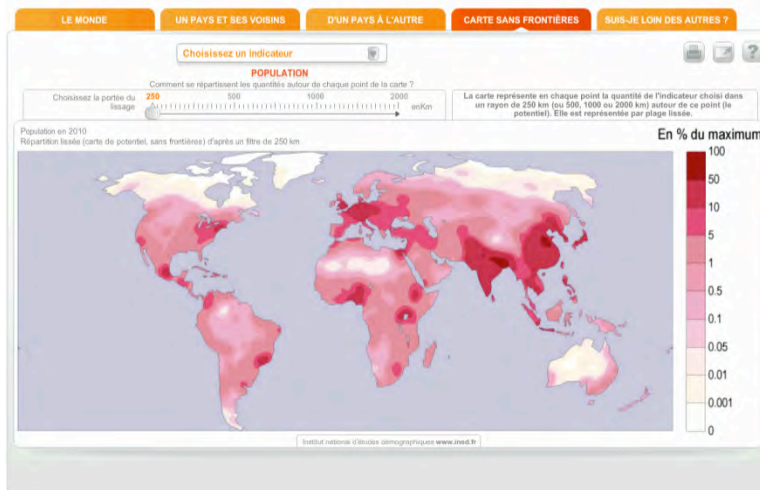 LE MONDE
UN PAYS ET SES VOISINS
D'UN PAYS À L'AUTRE
CARTE SANS FRONTIÈRES
SUIS-JE LOIN DES AUTRES ?
Choisissez un indicateur
POPULATION
Comment se répartissent les quantités autour de chaque point de la carte ?
Choisissez la portée du
lissage
250
500
1000
2000
enKm
La carte représente en chaque point la quantité de l'indicateur choisi dans
un rayon de 250 km (ou 500, 1000 ou 2000 km) autour de ce point (le
potentiel). Elle est représentée par plage lissée.
?
Population en 2010
Répartition lissée (carte de potentiel, sans frontières) d'après un filtre de 250 km
En % du maximum
100
50
10
5
1
0.5
0.1
0.05
0.01
0.001
0
Institut national d'études démographiques www.ined.fr